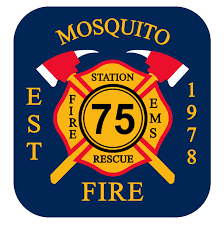 MOSQUITO
EST
STATION
FIRE
75
EMS
RESCUE
1978
FIRE